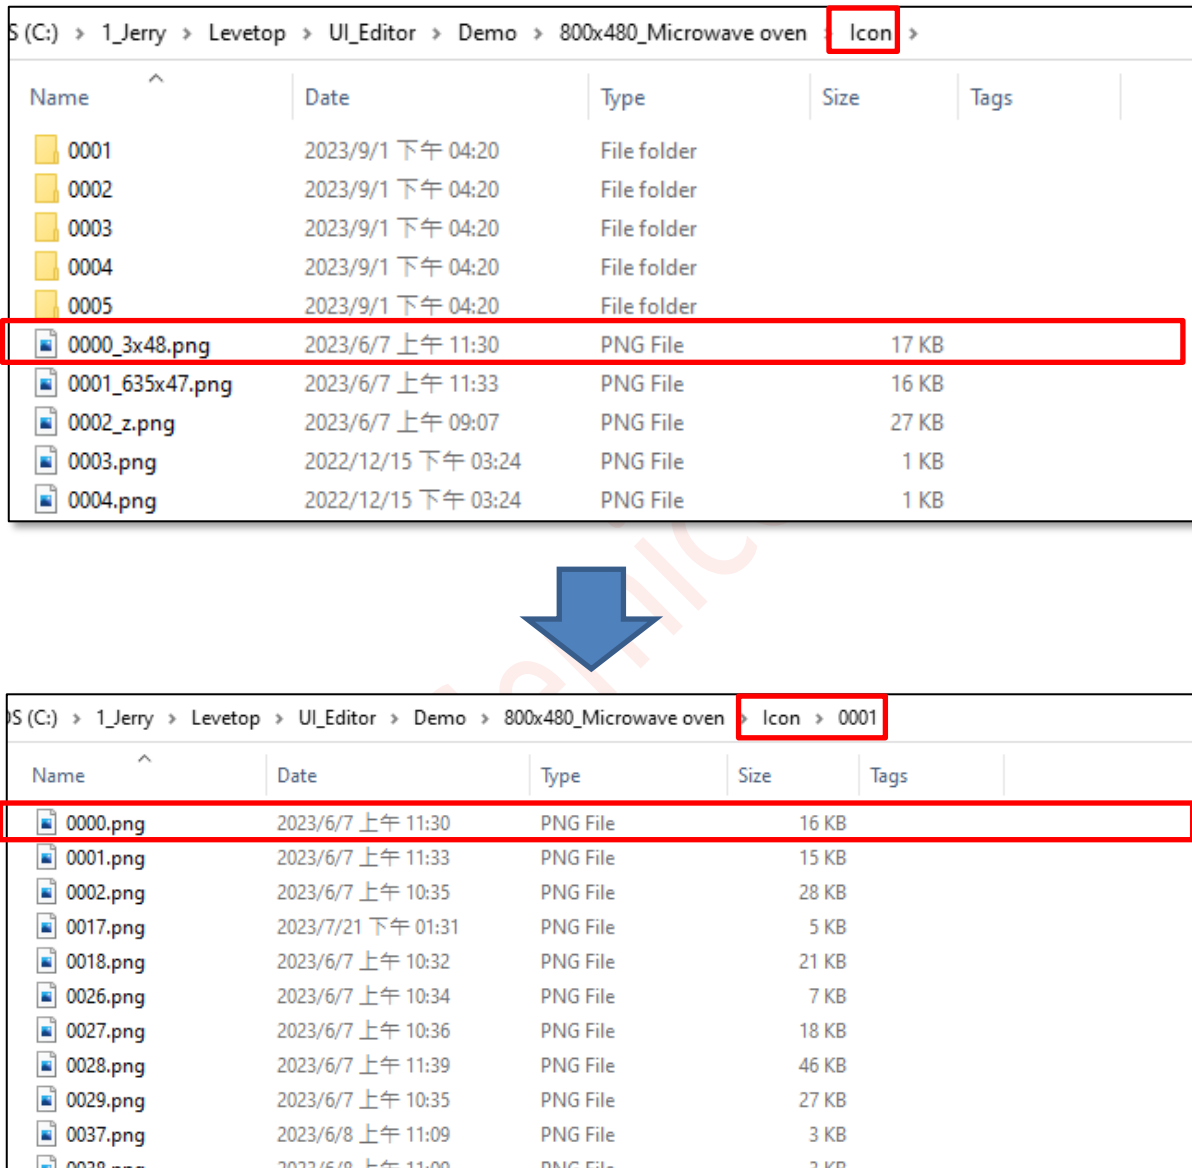 S (C:) > 1_Jerry > Levetop > UI_Editor > Demo > 800x480_Microwave oven > Icon >
Name Date Type Size Tags
0001 2023/9/1 下午 04:20 File folder
0002 2023/9/1 下午 04:20 File folder
0003 2023/9/1 下午 04:20 File folder
0004 2023/9/1 下午 04:20 File folder
0005 2023/9/1 下午 04:20 File folder
0000_3x48.png 2023/6/7 上午 11:30 PNG File 17 KB
0001_635x47.png 2023/6/7 上午 11:33 PNG File 16 KB
0002_z.png 2023/6/7 上午 09:07 PNG File 27 KB
0003.png 2022/12/15 下午 03:24 PNG File 1 KB
0004.png 2022/12/15 下午 03:24 PNG File 1 KB
S (C:) > 1_Jerry > Levetop > UI_Editor > Demo > 800x480_Microwave oven > Icon > 0001
Name Date Type Size Tags
0000.png 2023/6/7 上午 11:30 PNG File 16 KB
0001.png 2023/6/7 上午 11:33 PNG File 15 KB
0002.png 2023/6/7 上午 10:35 PNG File 28 KB
0017.png 2023/7/21 下午 01:31 PNG File 5 KB
0018.png 2023/6/7 上午 10:32 PNG File 21 KB
0026.png 2023/6/7 上午 10:34 PNG File 7 KB
0027.png 2023/6/7 上午 10:36 PNG File 18 KB
0028.png 2023/6/7 上午 11:39 PNG File 46 KB
0029.png 2023/6/7 上午 10:35 PNG File 27 KB
0037.png 2023/6/8 上午 11:09 PNG File 3 KB
0038.png 2023/6/8 上午 11:09 PNG File 3 KB